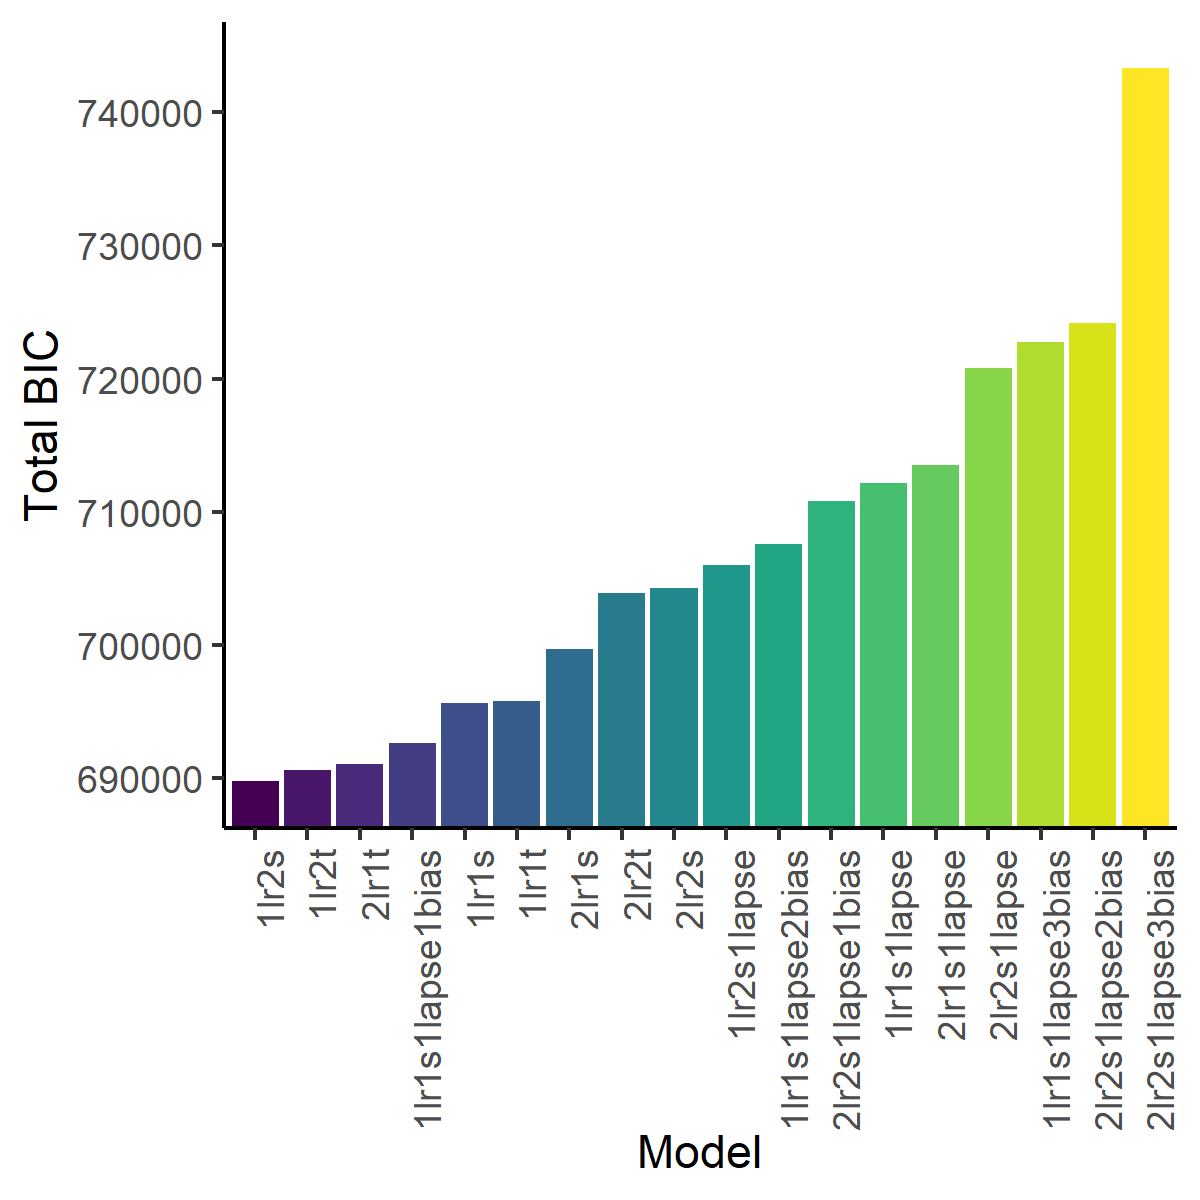 Total BIC
740000
730000
720000
710000
700000
690000
1lr2s
1lr2t
2lr1t
1lr1s1lapse1bias
1lr1s
1lr1t
2lr1s
2lr2t
2lr2s
1lr2s1lapse
1lr1s1lapse2bias
2lr2s1lapse1bias
1lr1s1lapse
2lr1s1lapse
2lr2s1lapse
1lr1s1lapse3bias
2lr2s1lapse2bias
2lr2s1lapse3bias
Model